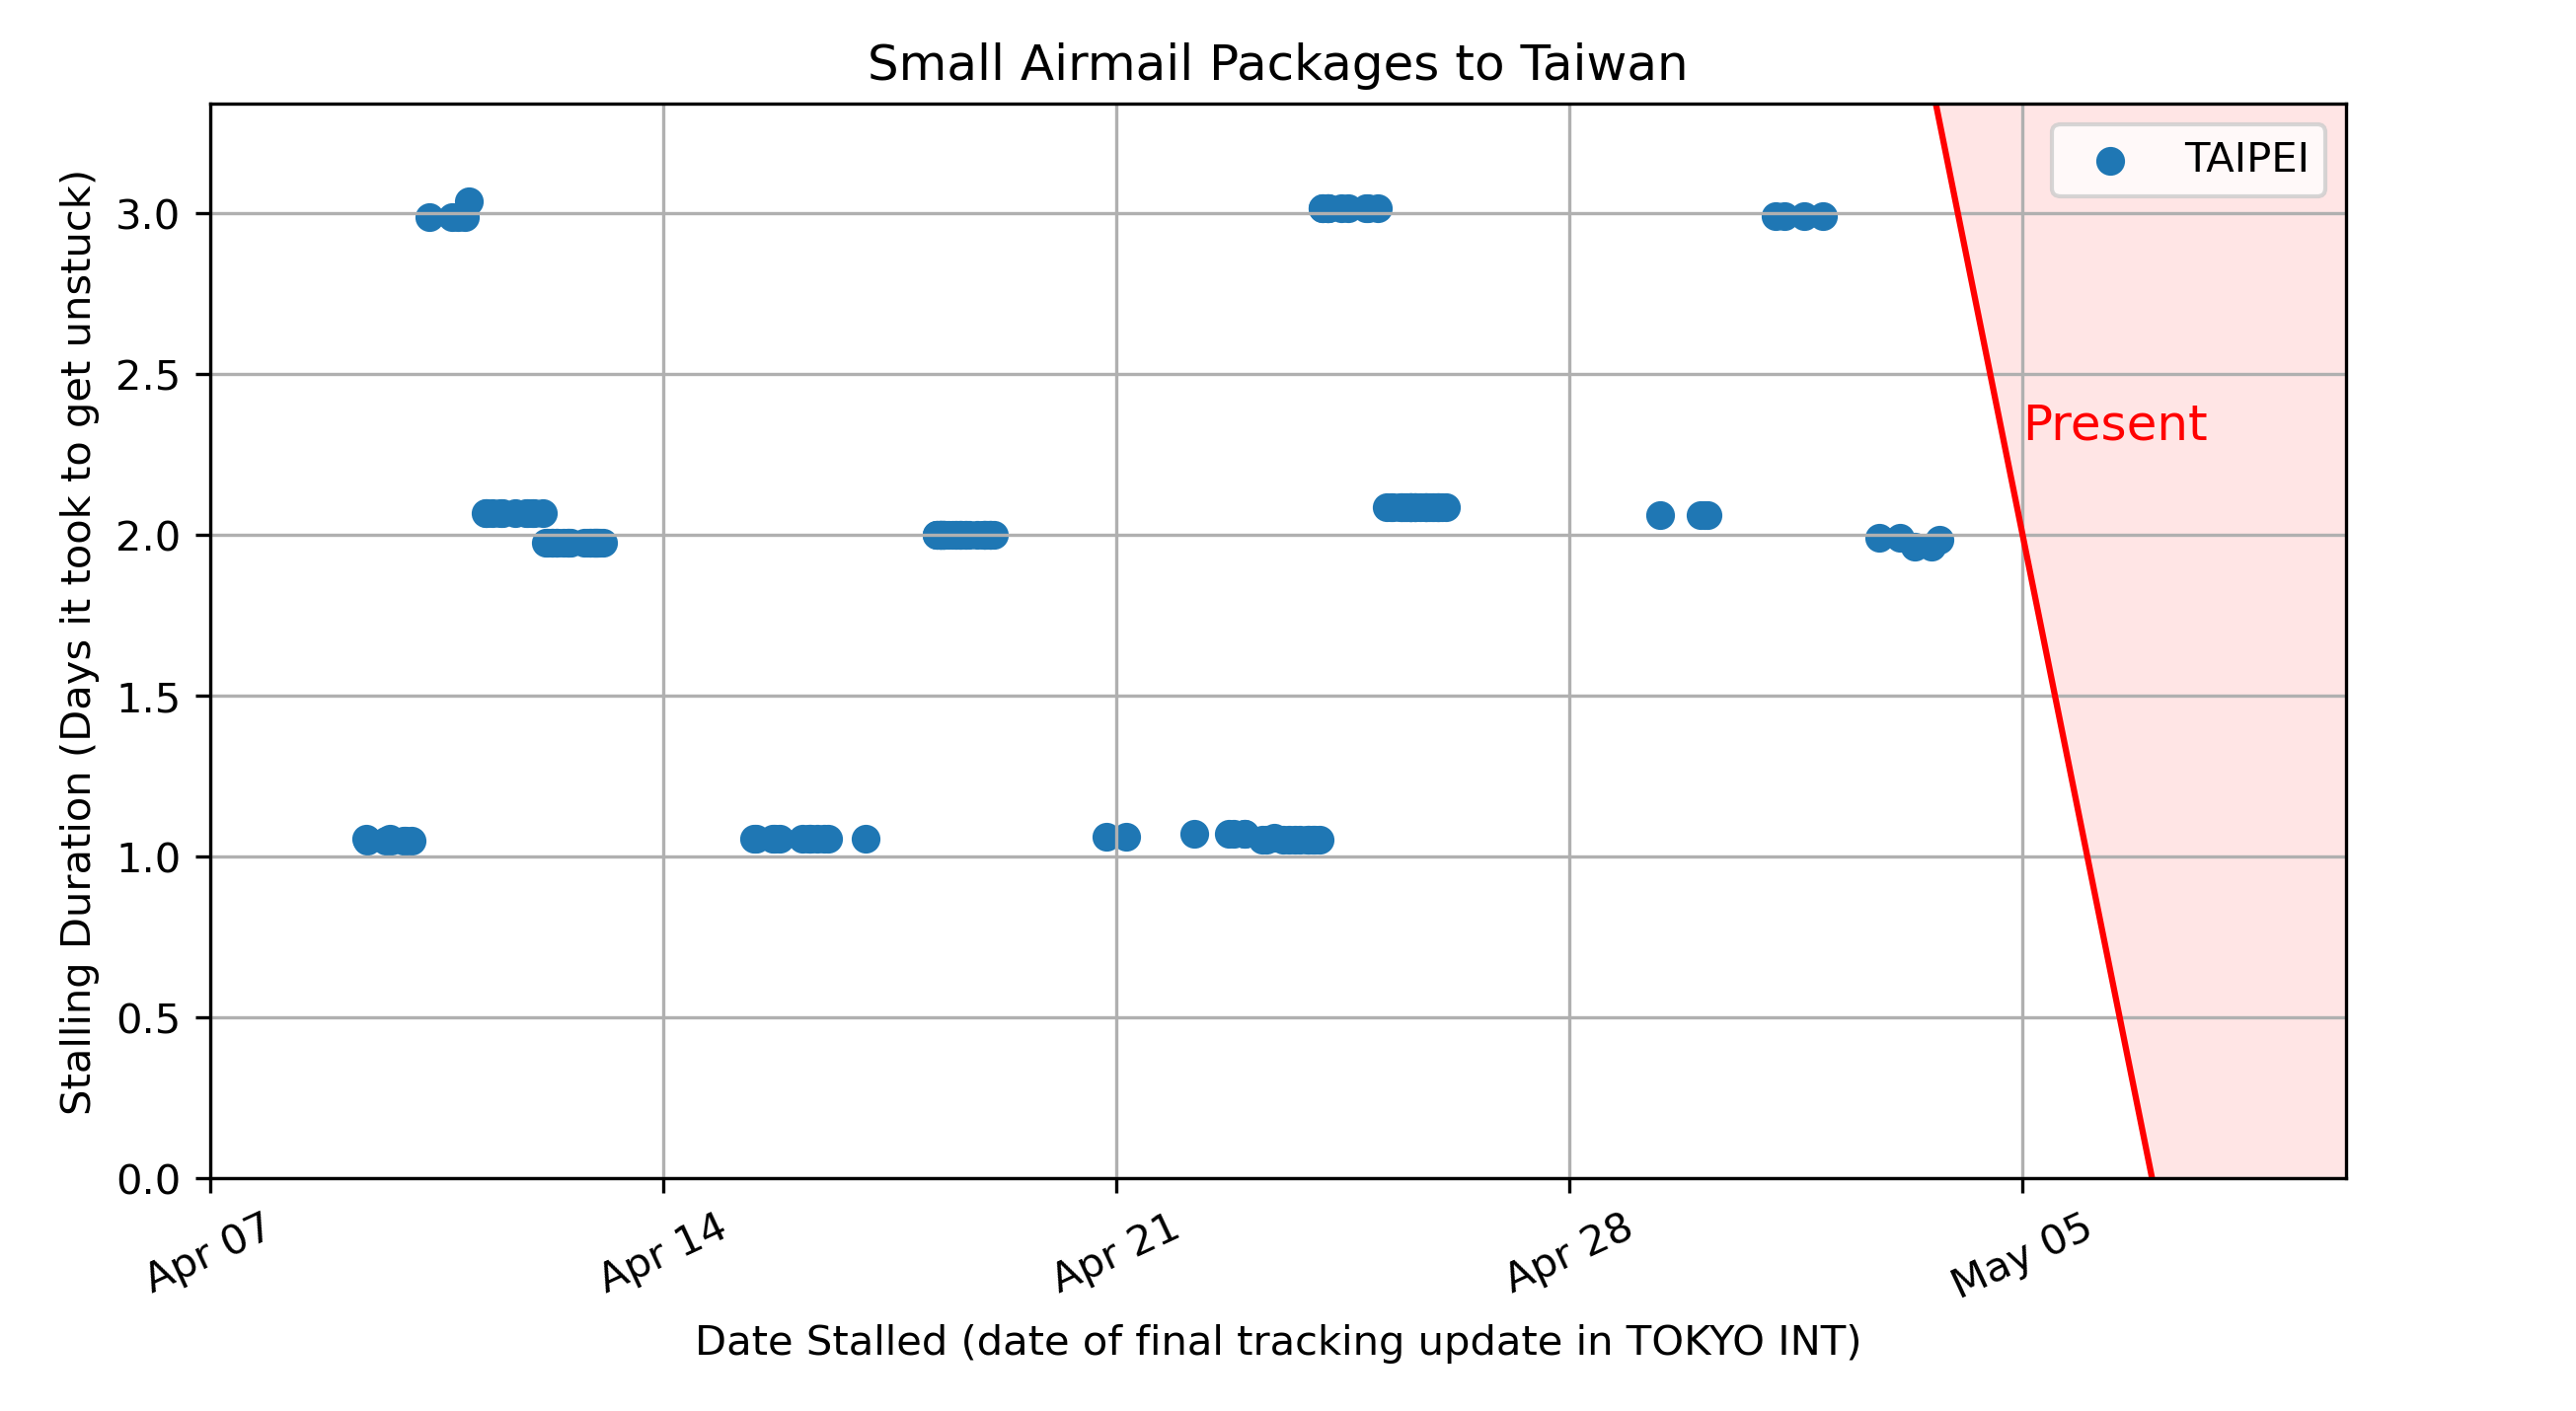 Small Airmail Packages to Taiwan
TAIPEI
Present
Stalling Duration (Days it took to get unstuck)
3.0
2.5
2.0
1.5
1.0
0.5
0.0
Apr 07
Apr 14
Apr 21
Apr 28
May 05
Date Stalled (date of final tracking update in TOKYO INT)